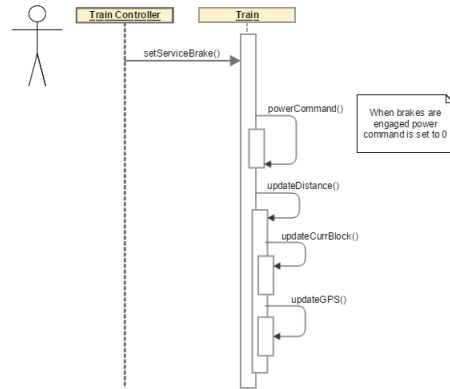 Train Controller
Train
setServiceBrake()
powerCommand()
When brakes are
engaged power
command is set to 0
updateDistance()
updateCurrBlock()
updateGPS()